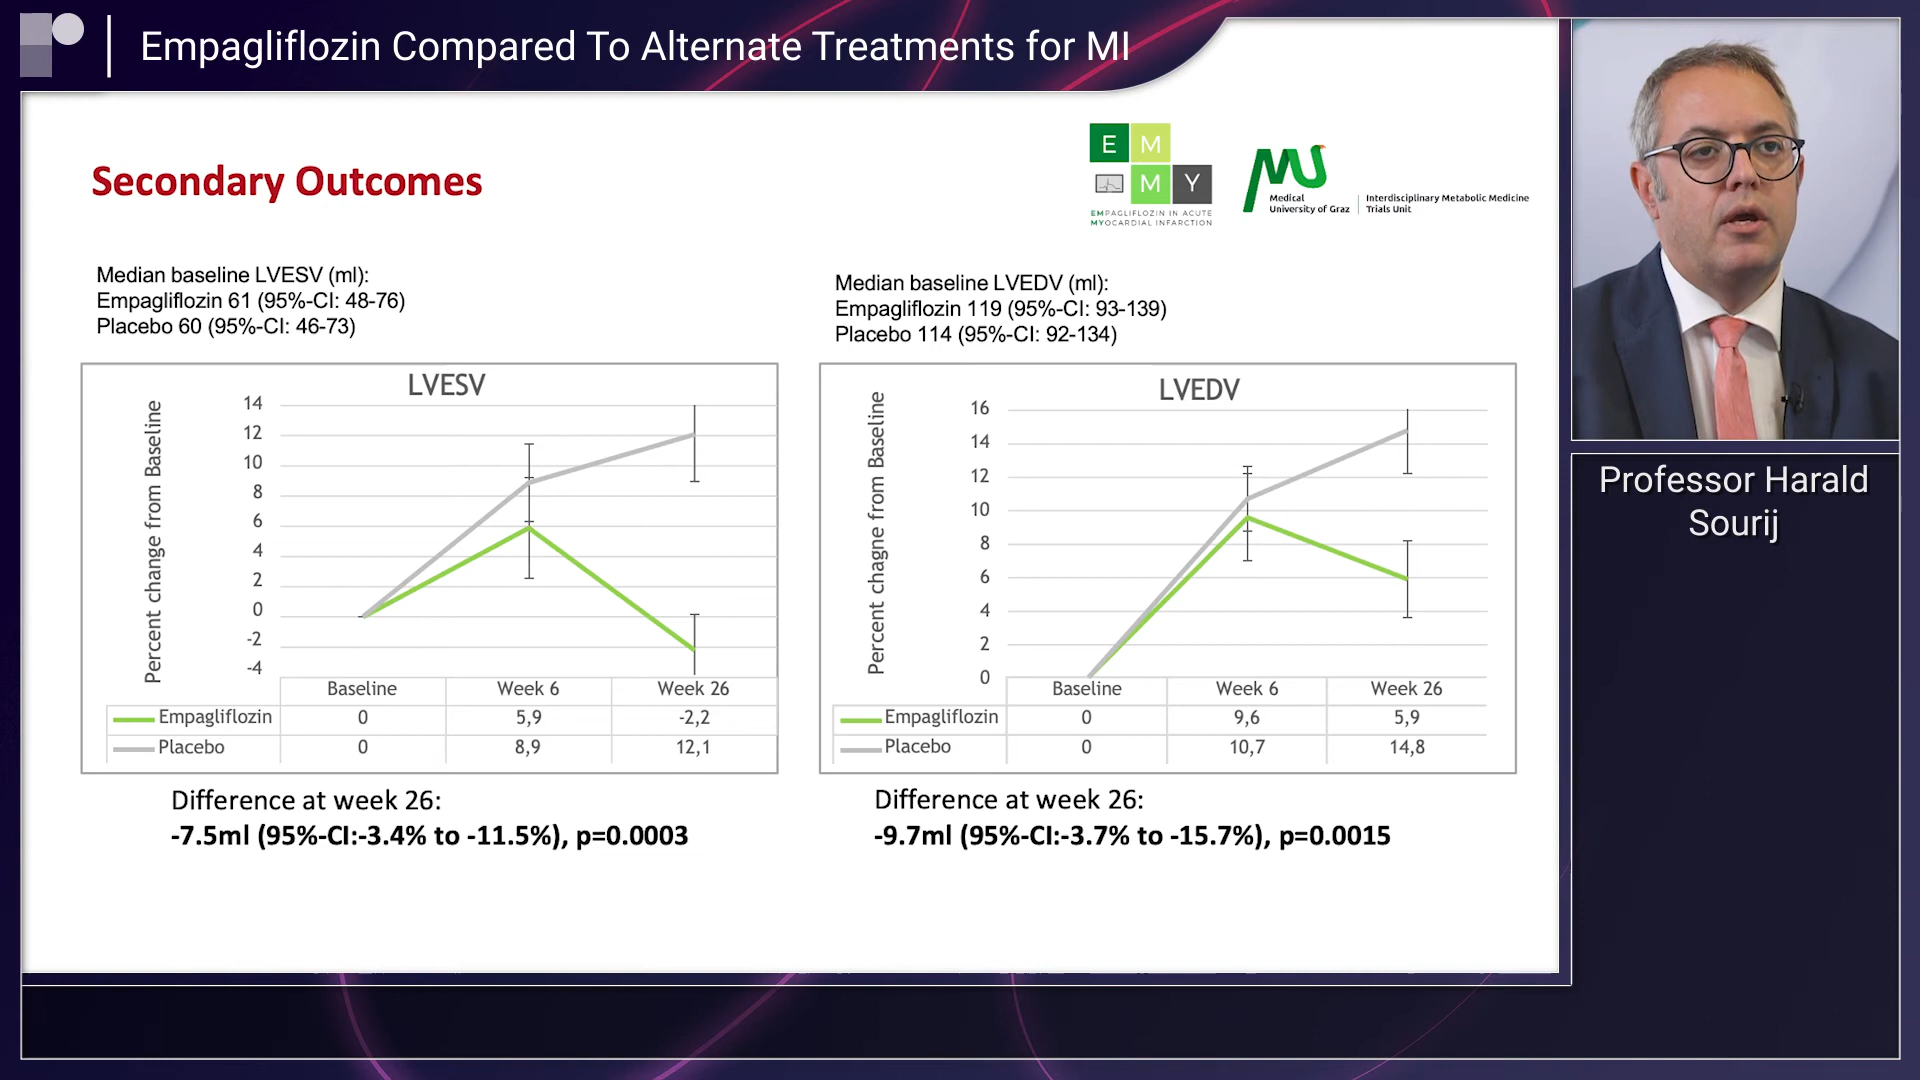 Empagliflozin Compared To Alternate Treatments for MI
Secondary Outcomes
E M
M Y
EMPAGLIFLOZIN IN ACUTE
MYOCARDIAL INFARCTION
Medical
University of Graz
Interdisciplinary Metabolic Medicine
Trials Unit
Median baseline LVESV (ml):
Empagliflozin 61 (95%-CI: 48-76)
Placebo 60 (95%-CI: 46-73)
Median baseline LVEDV (ml):
Empagliflozin 119 (95%-CI: 93-139)
Placebo 114 (95%-CI: 92-134)
LVESV
Percent change from Baseline
14
12
10
8
6
4
2
0
-2
-4
Baseline Week 6 Week 26
Empagliflozin 0 5,9 -2,2
Placebo 0 8,9 12,1
Difference at week 26:
-7.5ml (95%-CI:-3.4% to -11.5%), p=0.0003
LVEDV
Percent chagne from Baseline
16
14
12
10
8
6
4
2
0
Baseline Week 6 Week 26
Empagliflozin 0 9,6 5,9
Placebo 0 10,7 14,8
Difference at week 26:
-9.7ml (95%-CI:-3.7% to -15.7%), p=0.0015
Professor Harald
Sourij